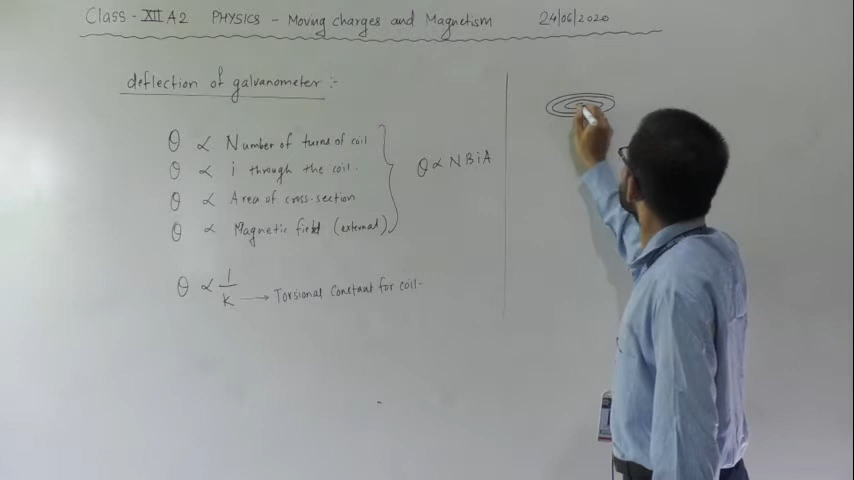 Class - XII A2 PHYSICS - Moving charges and Magnetism 24/06/2020
deflection of galvanometer :-
θ ∝ Number of turns of coil
θ ∝ i through the coil.
θ ∝ Area of cross-section
θ ∝ Magnetic field (external)
θ ∝ N B i A
θ ∝ 1/K → Torsional Constant for coil-